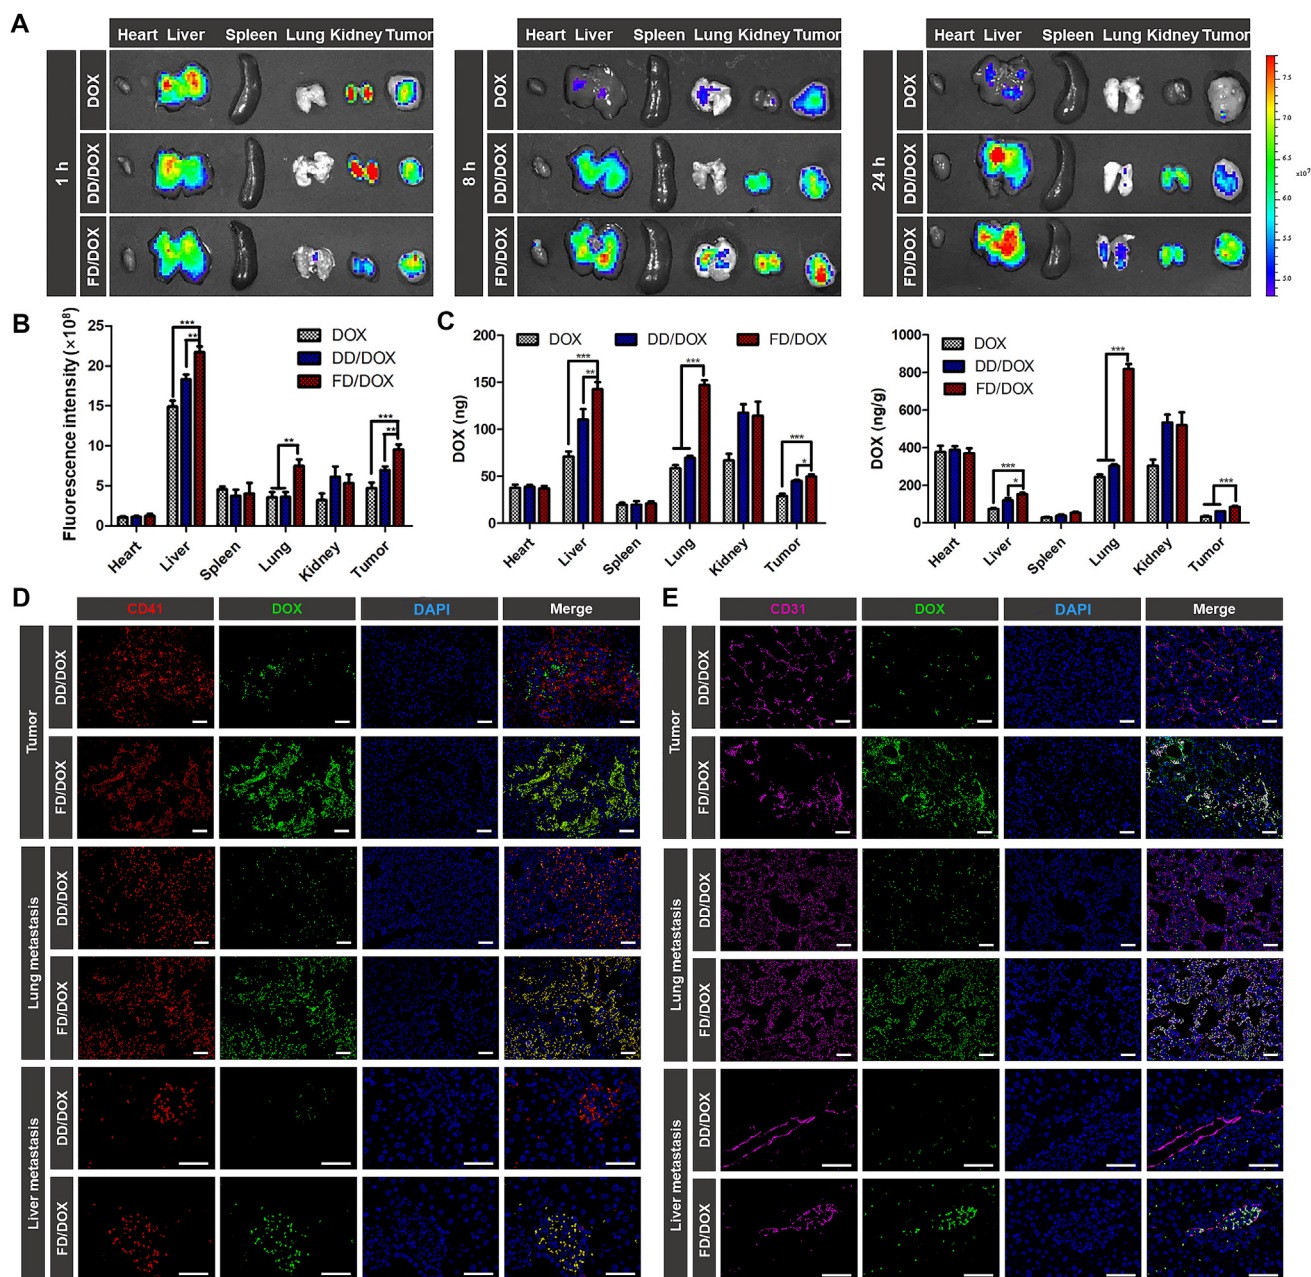 A
Heart Liver Spleen Lung Kidney Tumor
Heart Liver Spleen Lung Kidney Tumor
Heart Liver Spleen Lung Kidney Tumor
1 h
DOX
DD/DOX
FD/DOX
8 h
DOX
DD/DOX
FD/DOX
24 h
DOX
DD/DOX
FD/DOX
7.5
7.0
6.5
×10⁷
6.0
5.5
5.0
B
Fluorescence intensity (×10⁸)
25
20
15
10
5
0
DOX
DD/DOX
FD/DOX
***
**
**
***
**
Heart
Liver
Spleen
Lung
Kidney
Tumor
C
DOX (ng)
200
150
100
50
0
DOX DD/DOX FD/DOX
***
**
***
***
*
Heart
Liver
Spleen
Lung
Kidney
Tumor
DOX (ng/g)
1000
800
600
400
200
0
DOX
DD/DOX
FD/DOX
***
*
***
***
Heart
Liver
Spleen
Lung
Kidney
Tumor
D
CD41 DOX DAPI Merge
Tumor
DD/DOX
FD/DOX
Lung metastasis
DD/DOX
FD/DOX
Liver metastasis
DD/DOX
FD/DOX
E
CD31 DOX DAPI Merge
Tumor
DD/DOX
FD/DOX
Lung metastasis
DD/DOX
FD/DOX
Liver metastasis
DD/DOX
FD/DOX